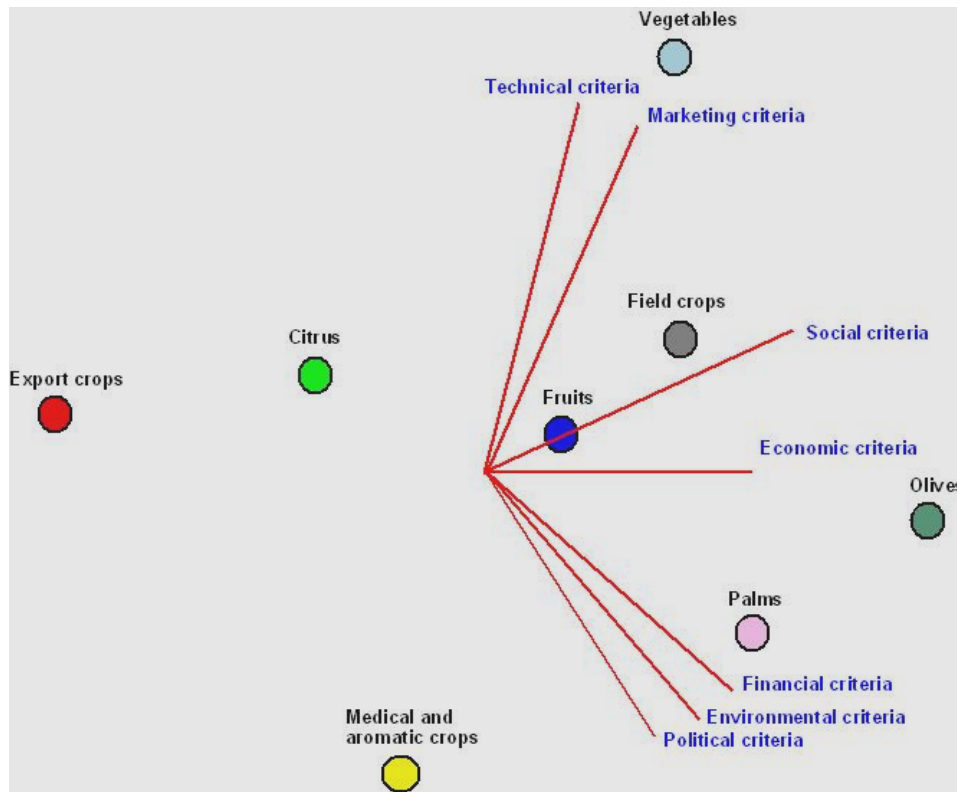 Vegetables
Technical criteria
Marketing criteria
Field crops
Social criteria
Citrus
Export crops
Fruits
Economic criteria
Olives
Palms
Financial criteria
Medical and
aromatic crops
Environmental criteria
Political criteria